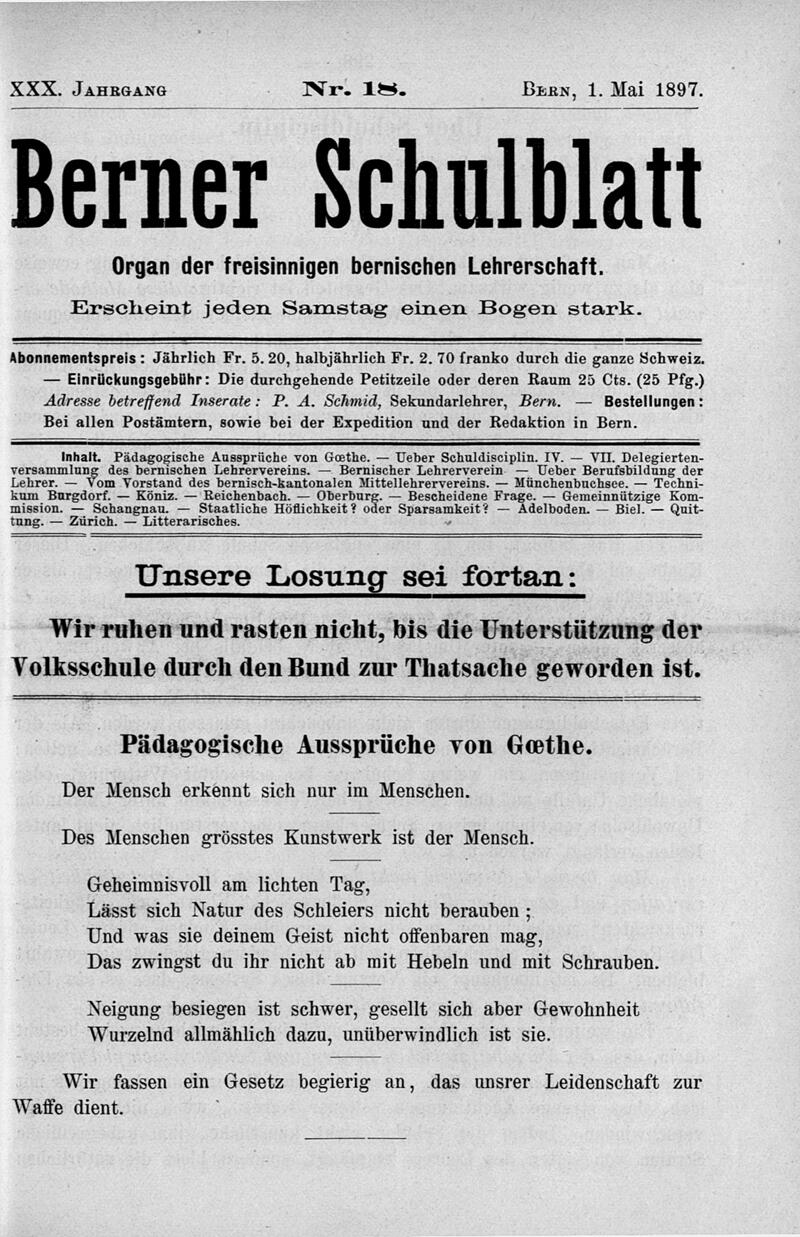 XXX. JAHRGANG Nr. 18. BERN, 1. Mai 1897.
Berner Schulblatt
Organ der freisinnigen bernischen Lehrerschaft.
Erscheint jeden Samstag einen Bogen stark.
Abonnementspreis: Jährlich Fr. 5. 20, halbjährlich Fr. 2. 70 franko durch die ganze Schweiz.
— Einrückungsgebühr: Die durchgehende Petitzeile oder deren Raum 25 Cts. (25 Pfg.)
Adresse betreffend Inserate: P. A. Schmid, Sekundarlehrer, Bern. — Bestellungen:
Bei allen Postämtern, sowie bei der Expedition und der Redaktion in Bern.
Inhalt. Pädagogische Aussprüche von Gœthe. — Ueber Schuldisciplin. IV. — VII. Delegierten-
versammlung des bernischen Lehrervereins. — Bernischer Lehrerverein — Ueber Berufsbildung der
Lehrer. — Vom Vorstand des bernisch-kantonalen Mittellehrervereins. — Münchenbuchsee. — Techni-
kum Burgdorf. — Köniz. — Reichenbach. — Oberburg. — Bescheidene Frage. — Gemeinnützige Kom-
mission. — Schangnau. — Staatliche Höflichkeit? oder Sparsamkeit? — Adelboden. — Biel. — Quit-
tung. — Zürich. — Litterarisches.
Unsere Losung sei fortan:
Wir ruhen und rasten nicht, bis die Unterstützung der
Volksschule durch den Bund zur Thatsache geworden ist.
Pädagogische Aussprüche von Gœthe.
Der Mensch erkennt sich nur im Menschen.
Des Menschen grösstes Kunstwerk ist der Mensch.
Geheimnisvoll am lichten Tag,
Lässt sich Natur des Schleiers nicht berauben;
Und was sie deinem Geist nicht offenbaren mag,
Das zwingst du ihr nicht ab mit Hebeln und mit Schrauben.
Neigung besiegen ist schwer, gesellt sich aber Gewohnheit
Wurzelnd allmählich dazu, unüberwindlich ist sie.
Wir fassen ein Gesetz begierig an, das unsrer Leidenschaft zur
Waffe dient.